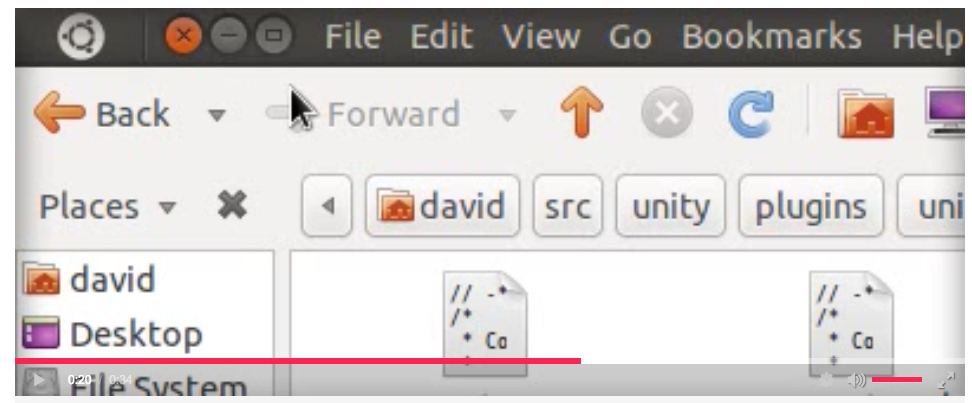 File Edit View Go Bookmarks Help
Back Forward
Places david src unity plugins uni
david
Desktop
// -* // -*
/* /*
* Co * Co
0:20 / 0:34
File System